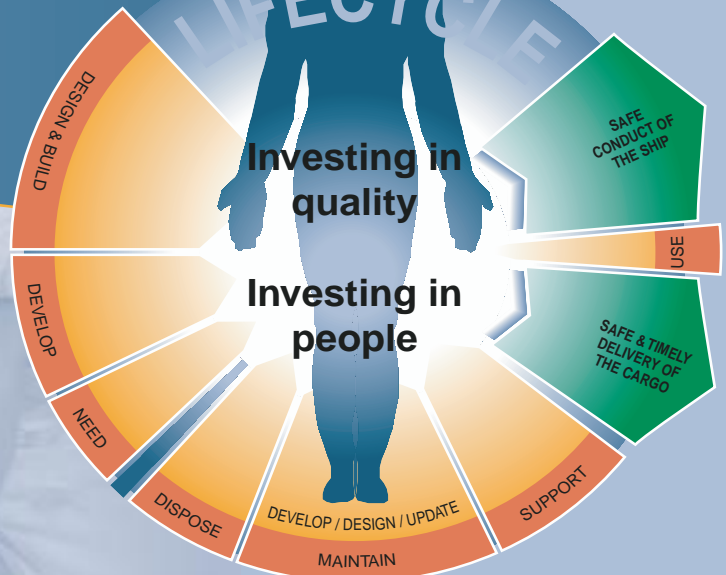 LIFECYCLE
DESIGN & BUILD
SAFE
CONDUCT OF
THE SHIP
Investing in
quality
USE
Investing in
people
DEVELOP
SAFE & TIMELY
DELIVERY OF
THE CARGO
NEED
DISPOSE
DEVELOP / DESIGN / UPDATE
MAINTAIN
SUPPORT